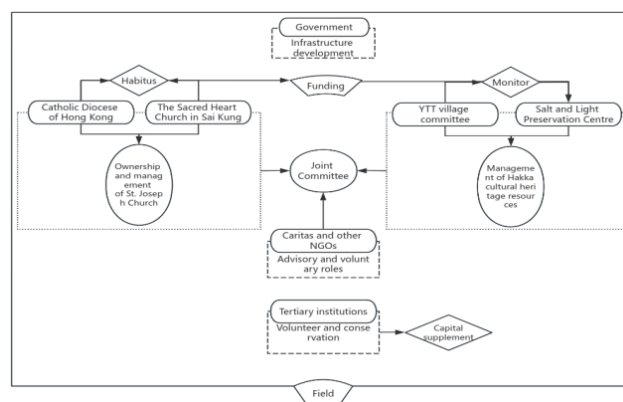 Government
Infrastructure
development
Habitus
Funding
Monitor
Catholic Diocese
of Hong Kong
The Sacred Heart
Church in Sai Kung
YTT village
committee
Salt and Light
Preservation Centre
Ownership
and manag
ement
of St. Josep
h Church
Joint
Committee
Manageme
nt of Hakka
cultural heri
tage resour
ces
Caritas and other
NGOs
Advisory and volunt
ary roles
Tertiary institutions
Volunteer and conse
rvation
Capital
supplement
Field